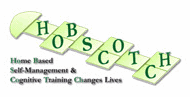 HOBSCOTCH
Home Based
Self-Management &
Cognitive Training Changes Lives